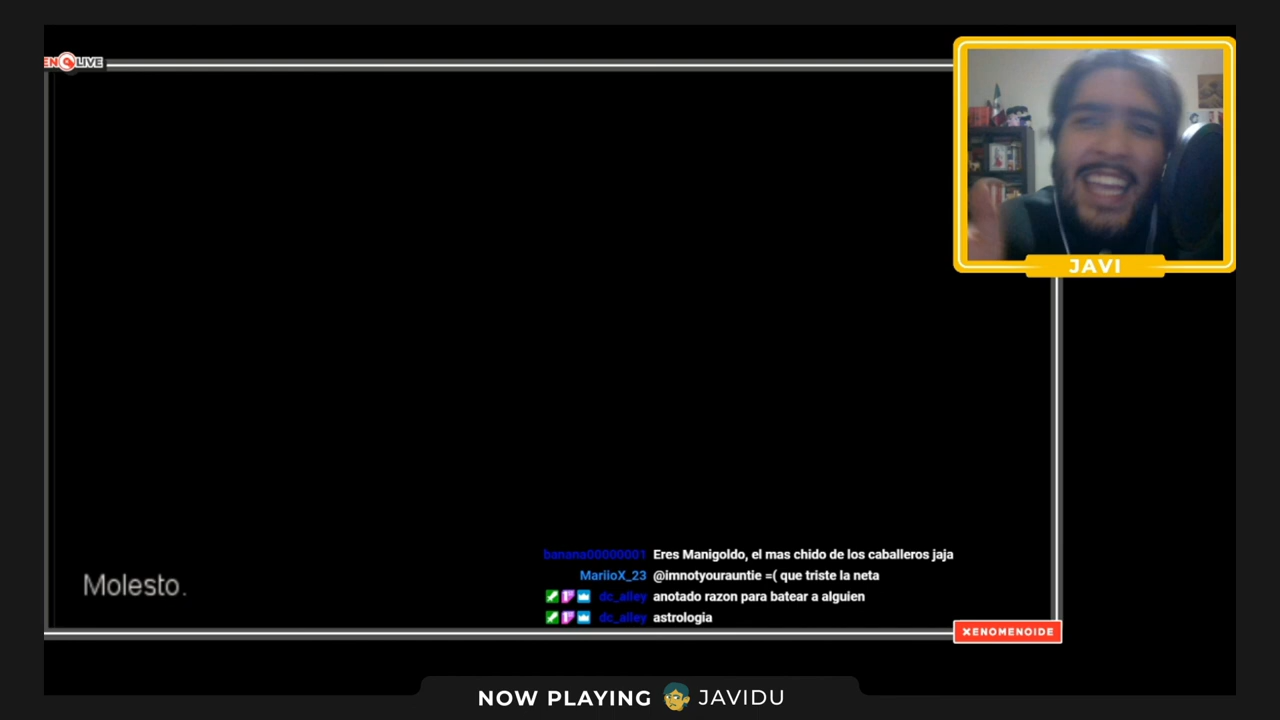 EN LIVE
JAVI
banana00000001 Eres Manigoldo, el mas chido de los caballeros jaja
MariioX_23 @imnotyourauntie =( que triste la neta
dc_alley anotado razon para batear a alguien
dc_alley astrologia
Molesto.
XENOMENOIDE
NOW PLAYING JAVIDU